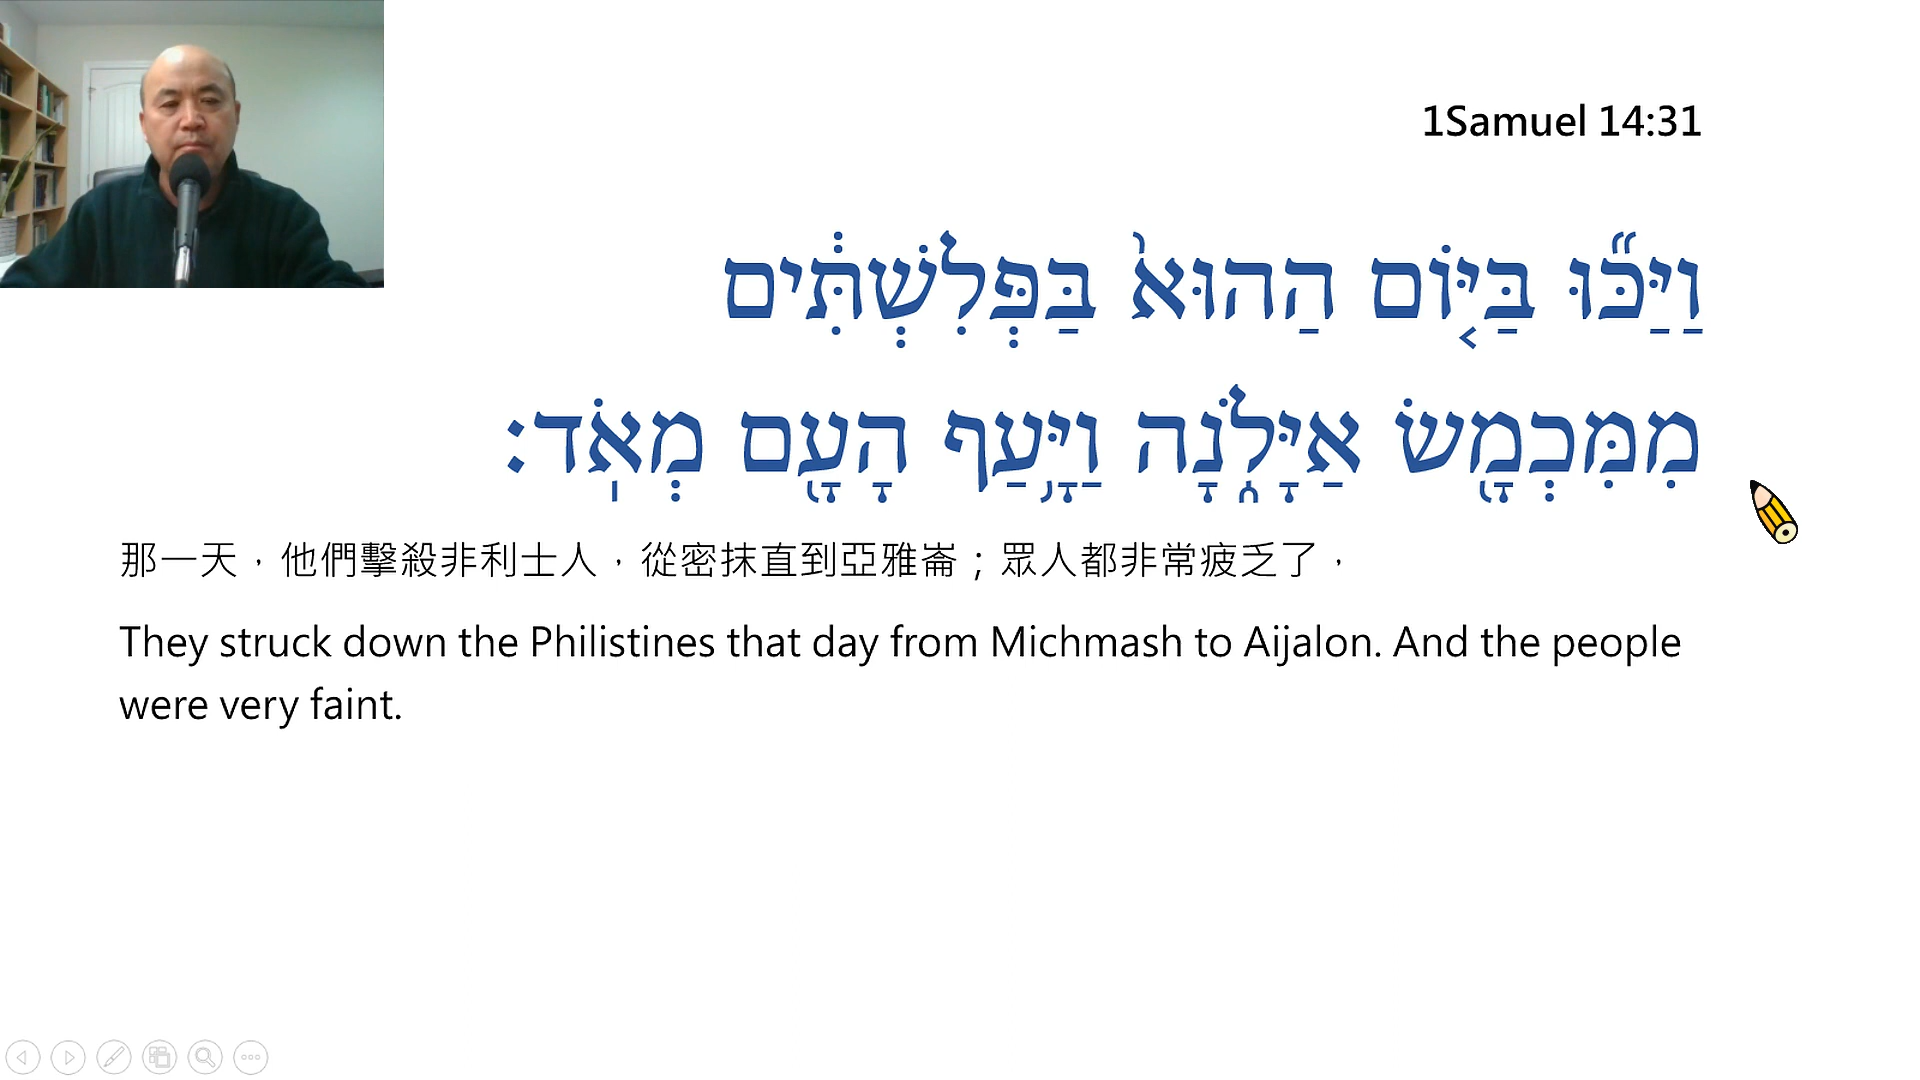 1Samuel 14:31
וַיַּכּ֞וּ בַּיּ֤וֹם הַהוּא֙ בַּפְּלִשְׁתִּ֔ים
מִמִּכְמָ֖שׂ אַיָּלֹ֑נָה וַיָּ֥עַף הָעָ֖ם מְאֹֽד׃
那一天，他們擊殺非利士人，從密抹直到亞雅崙；眾人都非常疲乏了，
They struck down the Philistines that day from Michmash to Aijalon. And the people
were very faint.